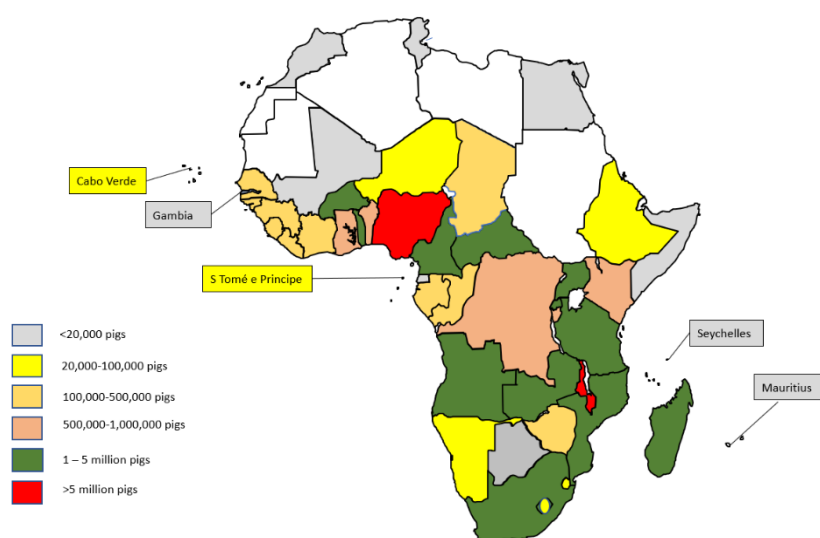 Cabo Verde
Gambia
S Tomé e Principe
Seychelles
Mauritius
<20,000 pigs
20,000-100,000 pigs
100,000-500,000 pigs
500,000-1,000,000 pigs
1 – 5 million pigs
>5 million pigs